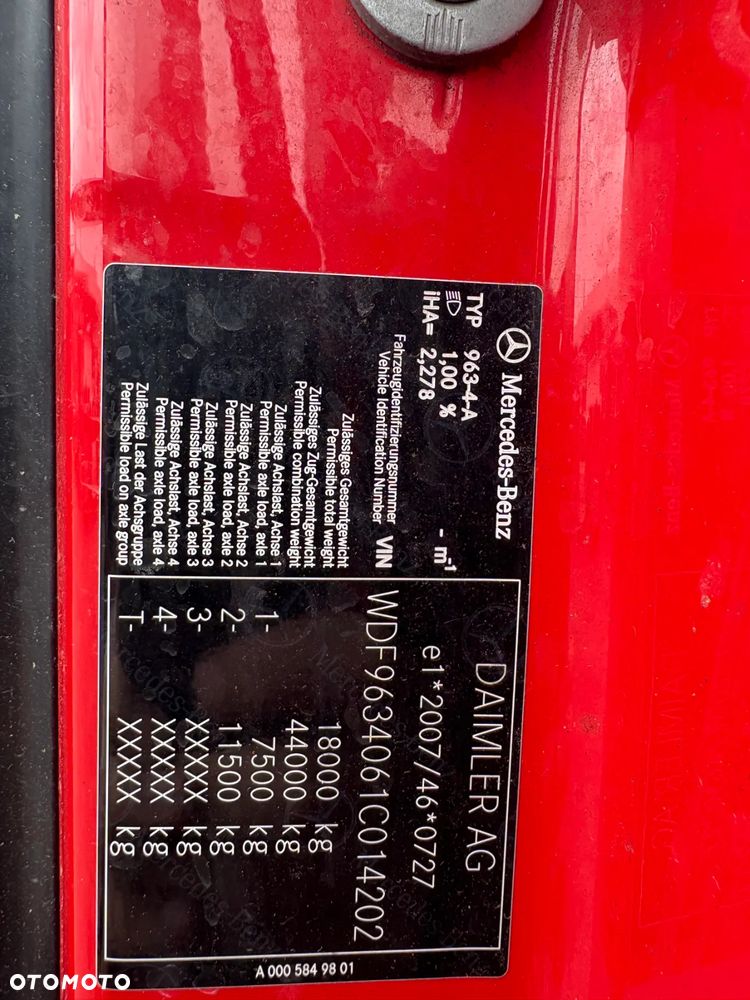 Mercedes-Benz
DAIMLER AG
TYP 963-4-A
e1*2007/46*0727
1,00 % - m⁻¹
iHA= 2,278
Fahrzeugidentifizierungsnummer
Vehicle Identification Number VIN WDF9634061C014202
Zulässiges Gesamtgewicht
Permissible total weight 18000 kg
Zulässiges Zug-Gesamtgewicht
Permissible combination weight 44000 kg
Zulässige Achslast, Achse 1
Permissible axle load, axle 1 1- 7500 kg
Zulässige Achslast, Achse 2
Permissible axle load, axle 2 2- 11500 kg
Zulässige Achslast, Achse 3
Permissible axle load, axle 3 3- XXXXX kg
Zulässige Achslast, Achse 4
Permissible axle load, axle 4 4- XXXXX kg
Zulässige Last der Achsgruppe
Permissible load on axle group T- XXXXX kg
A 000 584 98 01
OTOMOTO